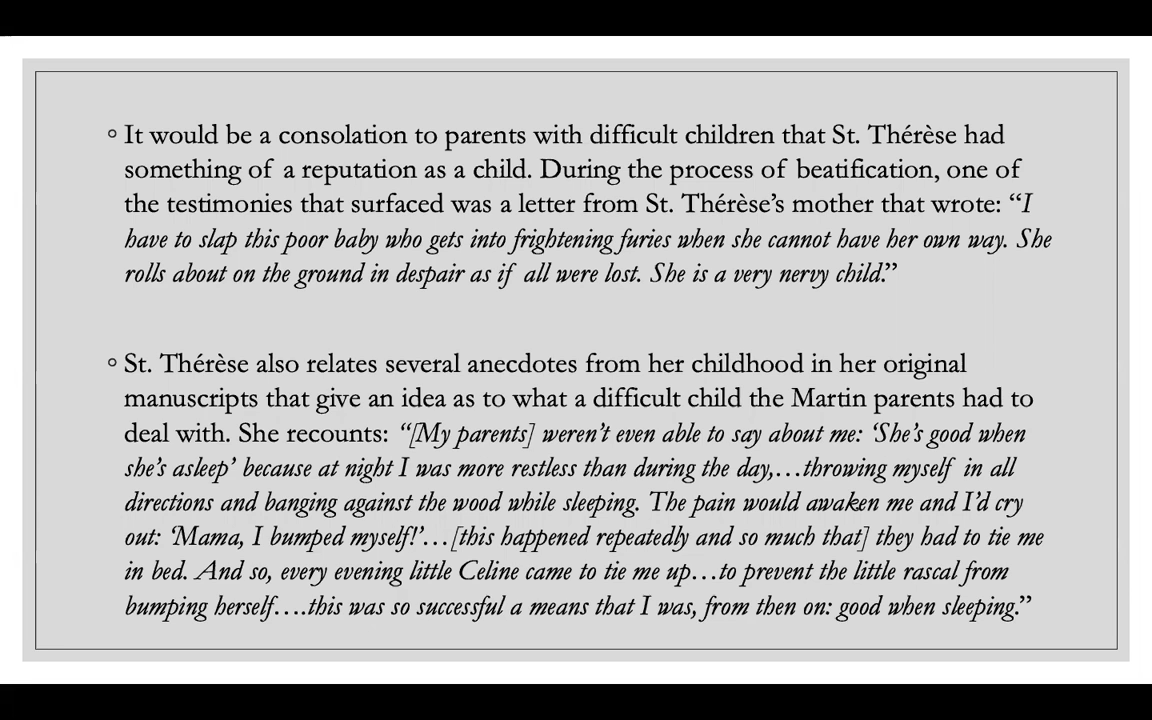 ◦ It would be a consolation to parents with difficult children that St. Thérèse had
something of a reputation as a child. During the process of beatification, one of
the testimonies that surfaced was a letter from St. Thérèse’s mother that wrote: “I
have to slap this poor baby who gets into frightening furies when she cannot have her own way. She
rolls about on the ground in despair as if all were lost. She is a very nervy child.”
◦ St. Thérèse also relates several anecdotes from her childhood in her original
manuscripts that give an idea as to what a difficult child the Martin parents had to
deal with. She recounts: “[My parents] weren’t even able to say about me: ‘She’s good when
she’s asleep’ because at night I was more restless than during the day,…throwing myself in all
directions and banging against the wood while sleeping. The pain would awaken me and I’d cry
out: ‘Mama, I bumped myself!’…[this happened repeatedly and so much that] they had to tie me
in bed. And so, every evening little Celine came to tie me up…to prevent the little rascal from
bumping herself….this was so successful a means that I was, from then on: good when sleeping.”